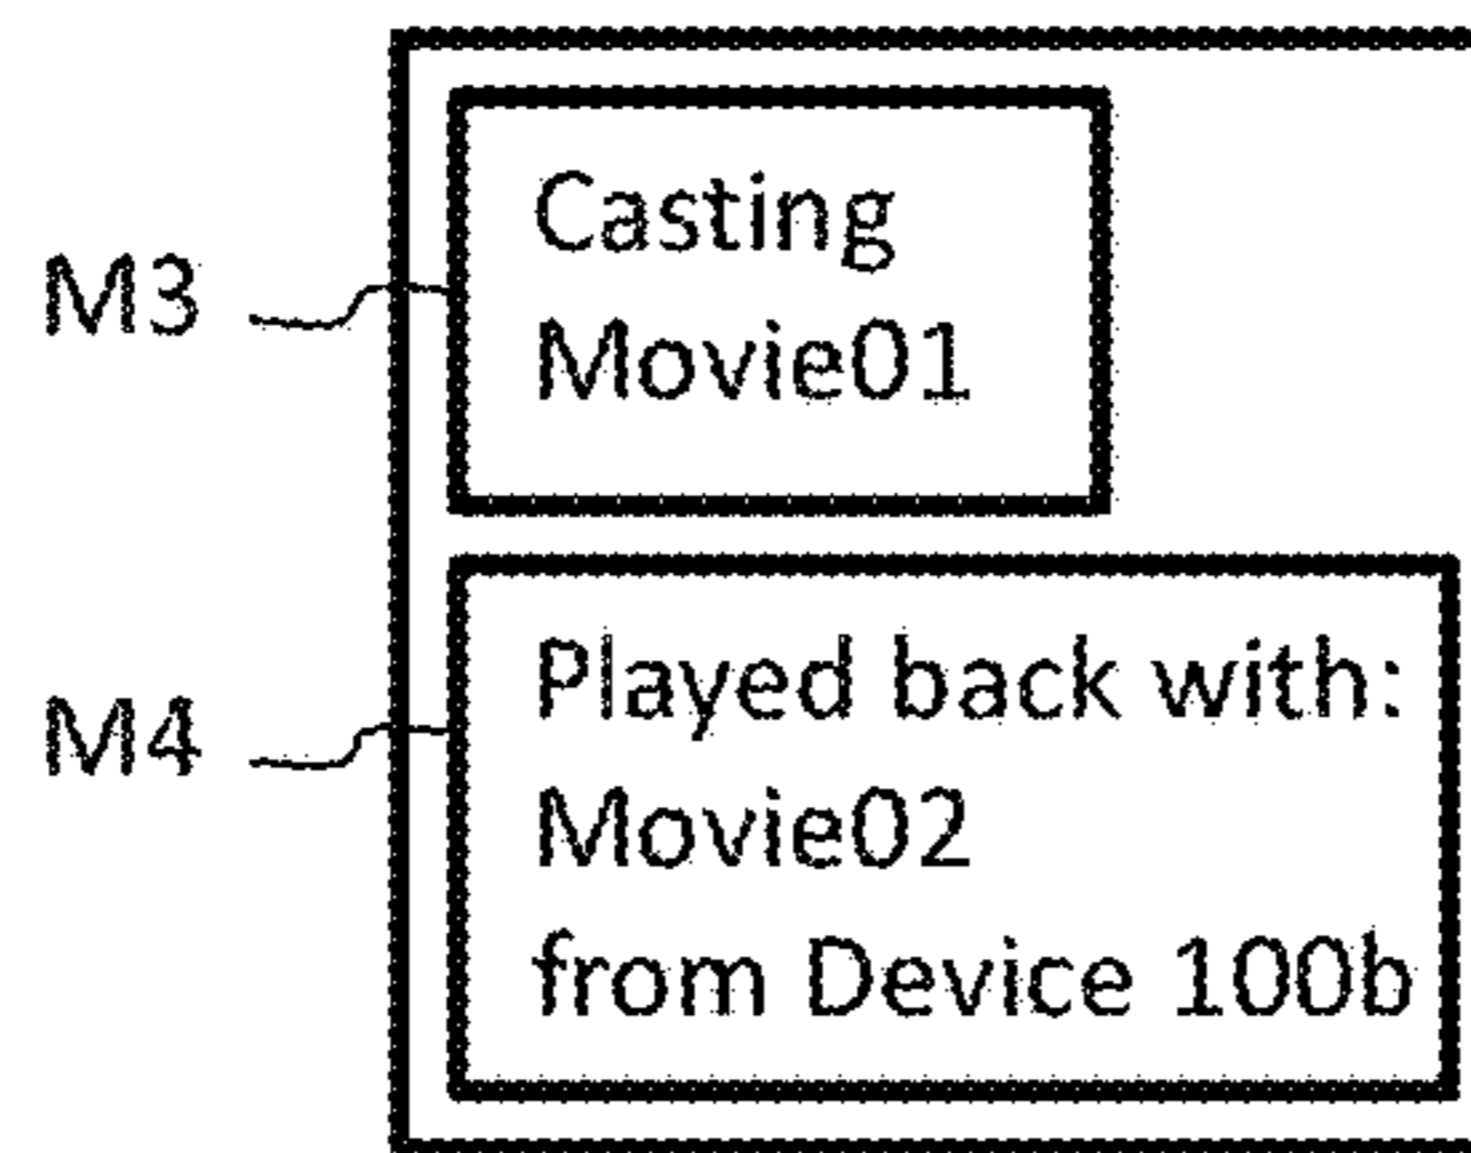 M3
Casting
Movie01
M4
Played back with:
Movie02
from Device 100b